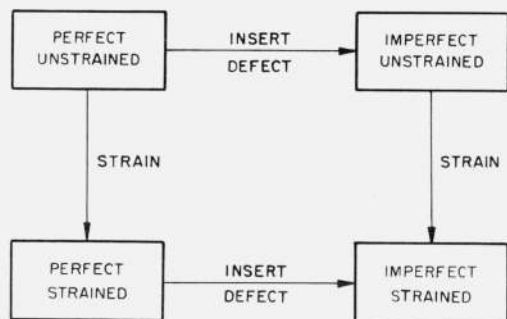 PERFECT
UNSTRAINED
INSERT
DEFECT
IMPERFECT
UNSTRAINED
STRAIN
STRAIN
PERFECT
STRAINED
INSERT
DEFECT
IMPERFECT
STRAINED